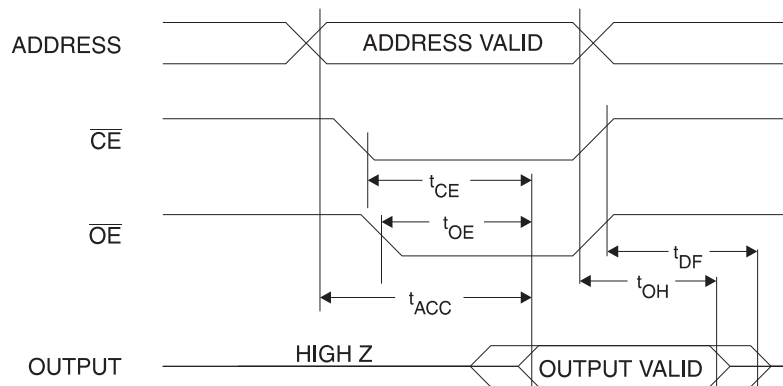 ADDRESS
ADDRESS VALID
CE
tCE
OE
tOE
tDF
tOH
tACC
OUTPUT
HIGH Z
OUTPUT VALID